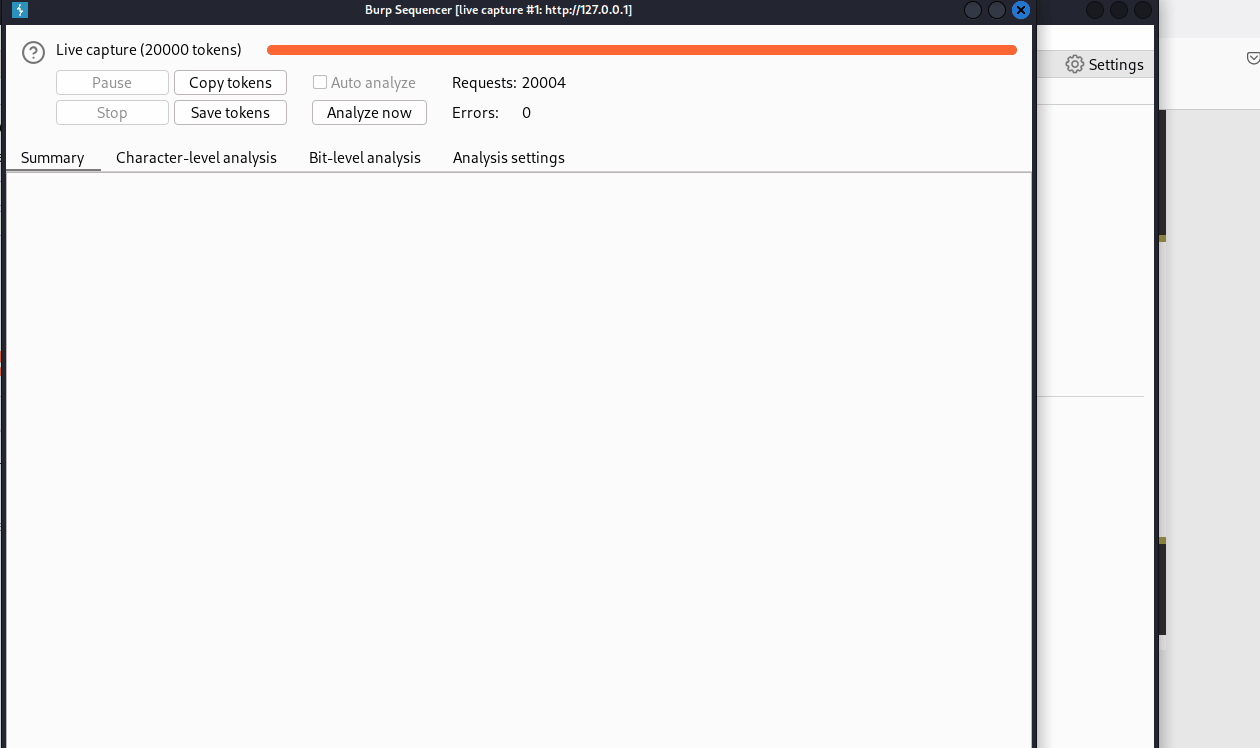 Burp Sequencer [live capture #1: http://127.0.0.1]
Live capture (20000 tokens)
Settings
Pause Copy tokens Auto analyze Requests: 20004
Stop Save tokens Analyze now Errors: 0
Summary Character-level analysis Bit-level analysis Analysis settings